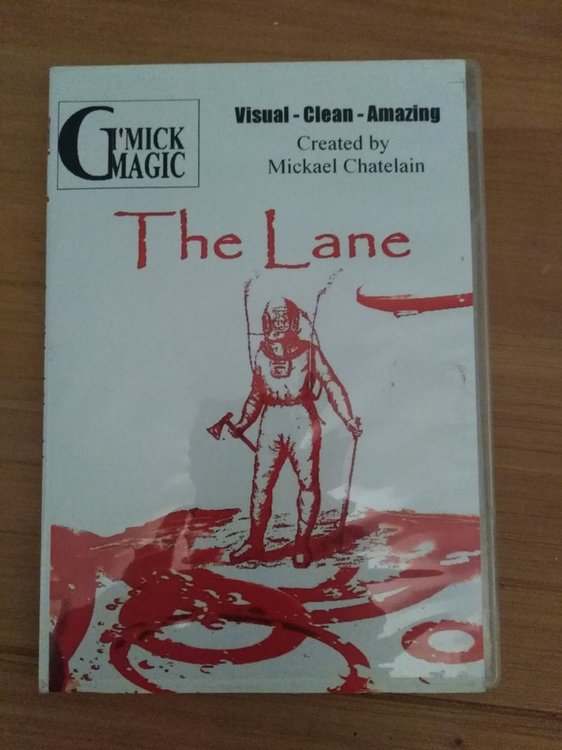 G'MICK
MAGIC
Visual - Clean - Amazing
Created by
Mickael Chatelain
The Lane